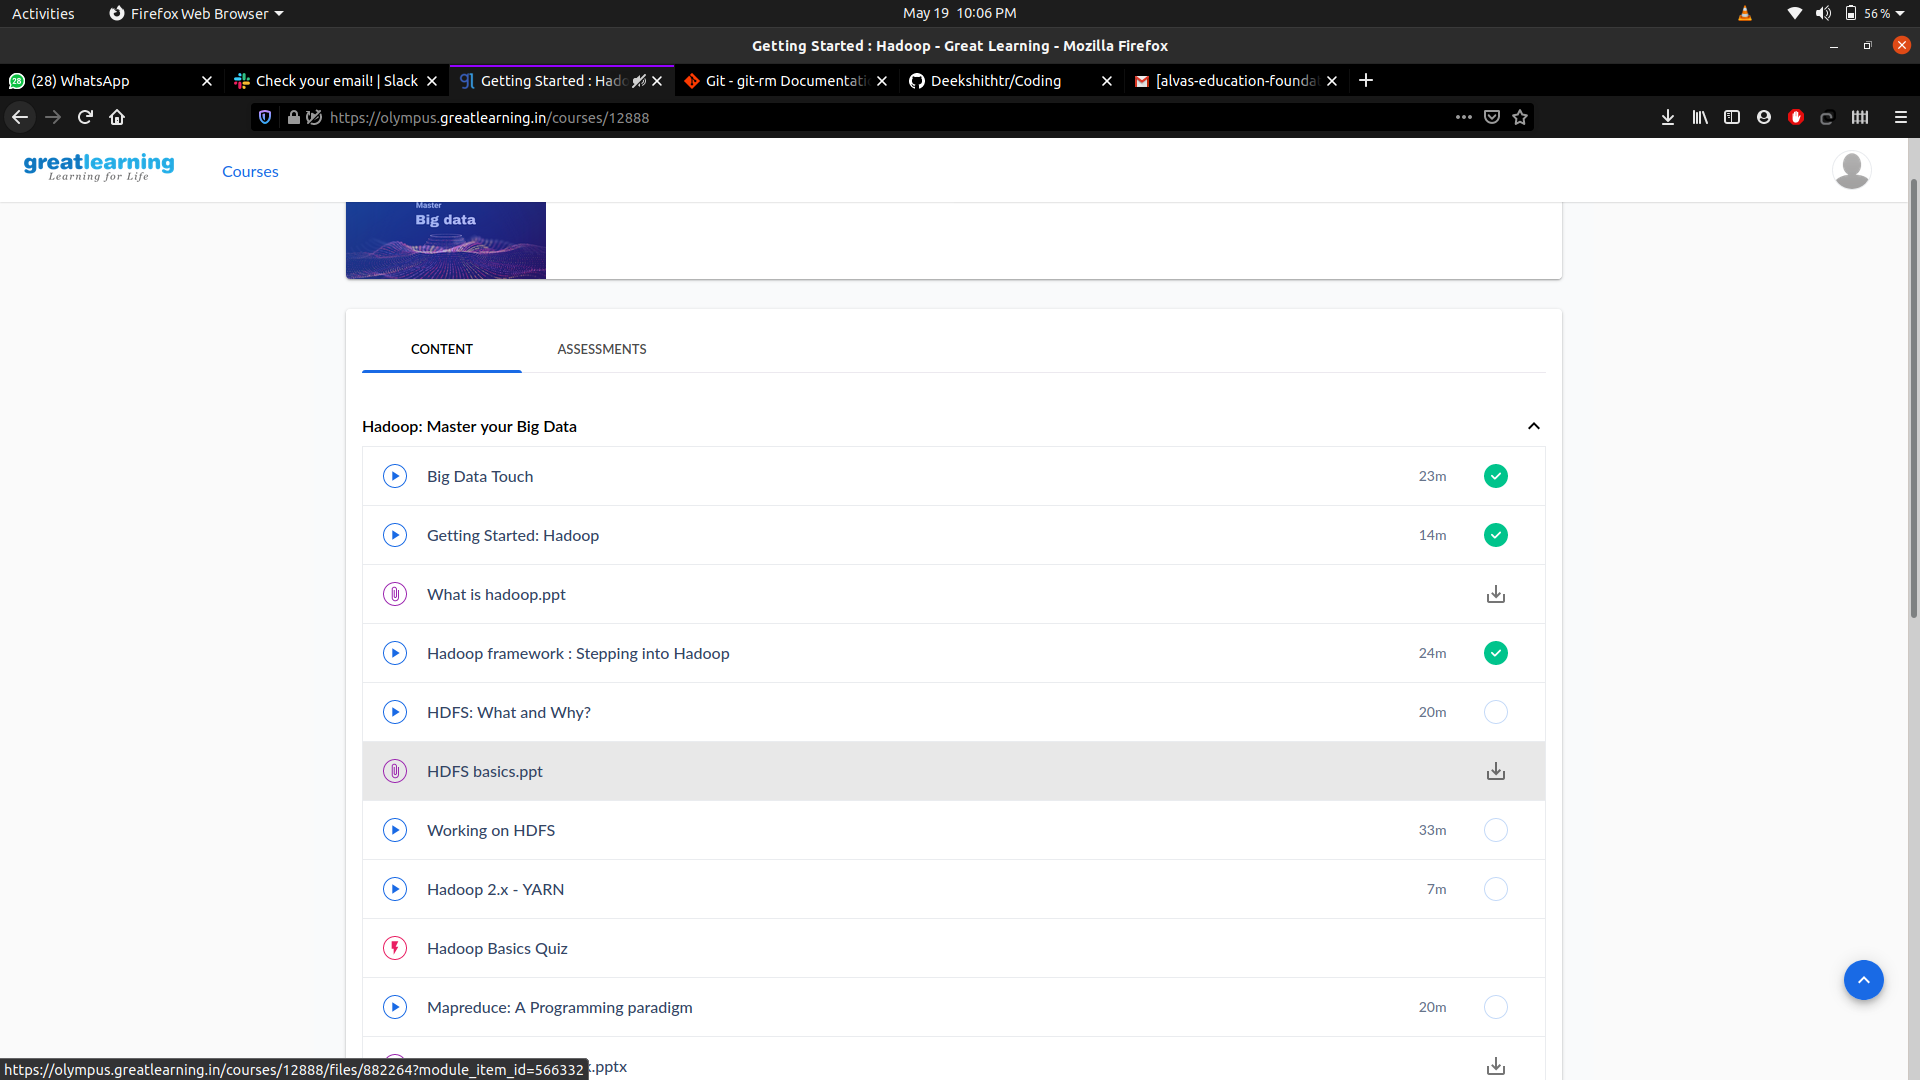 Activities
Firefox Web Browser
May 19 10:06 PM
56 %
Getting Started : Hadoop - Great Learning - Mozilla Firefox
(28) WhatsApp
Check your email! | Slack
Getting Started : Hado
Git - git-rm Documentati
Deekshithtr/Coding
[alvas-education-founda
https://olympus.greatlearning.in/courses/12888
greatlearning
Learning for Life
Courses
Master
Big data
CONTENT
ASSESSMENTS
Hadoop: Master your Big Data
Big Data Touch
23m
Getting Started: Hadoop
14m
What is hadoop.ppt
Hadoop framework : Stepping into Hadoop
24m
HDFS: What and Why?
20m
HDFS basics.ppt
Working on HDFS
33m
Hadoop 2.x - YARN
7m
Hadoop Basics Quiz
Mapreduce: A Programming paradigm
20m
.pptx
https://olympus.greatlearning.in/courses/12888/files/882264?module_item_id=566332